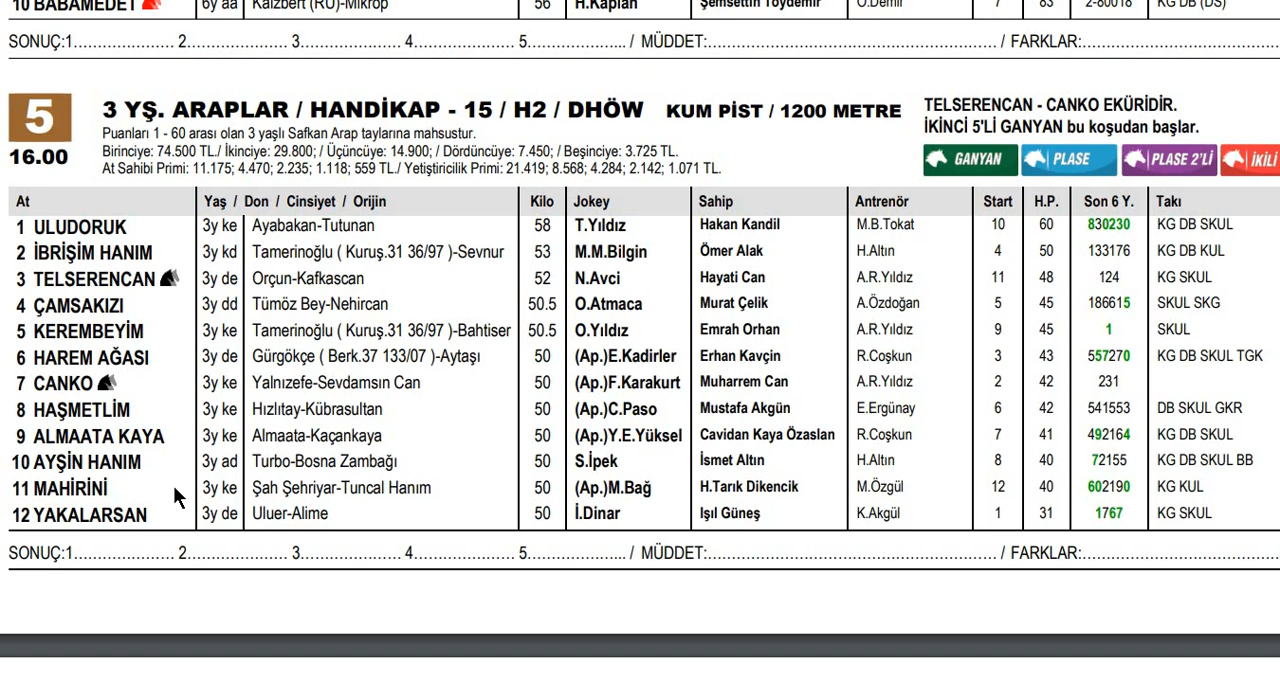 10 BABAMEDET 6y aa Kaizbert (RU)-Mikrop 56 H.Kaplan Şemsettin Toydemir O.Demir 7 83 2-80018 KG DB (DS)
SONUÇ:1....................... 2....................... 3....................... 4....................... 5...................... / MÜDDET:................................................................ / FARKLAR:............................................
5 3 YŞ. ARAPLAR / HANDİKAP - 15 / H2 / DHÖW KUM PİST / 1200 METRE
16.00
Puanları 1 - 60 arası olan 3 yaşlı Safkan Arap taylarına mahsustur.
Birinciye: 74.500 TL./ İkinciye: 29.800; / Üçüncüye: 14.900; / Dördüncüye: 7.450; / Beşinciye: 3.725 TL.
At Sahibi Primi: 11.175; 4.470; 2.235; 1.118; 559 TL./ Yetiştiricilik Primi: 21.419; 8.568; 4.284; 2.142; 1.071 TL.
TELSERENCAN - CANKO EKÜRİDİR.
İKİNCİ 5'Lİ GANYAN bu koşudan başlar.
GANYAN PLASE PLASE 2'Lİ İKİLİ
At Yaş / Don / Cinsiyet / Orijin Kilo Jokey Sahip Antrenör Start H.P. Son 6 Y. Takı
1 ULUDORUK 3y ke Ayabakan-Tutunan 58 T.Yıldız Hakan Kandil M.B.Tokat 10 60 830230 KG DB SKUL
2 İBRİŞİM HANIM 3y kd Tamerinoğlu ( Kuruş.31 36/97 )-Sevnur 53 M.M.Bilgin Ömer Alak H.Altın 4 50 133176 KG DB KUL
3 TELSERENCAN 3y de Orçun-Kafkascan 52 N.Avci Hayati Can A.R.Yıldız 11 48 124 KG SKUL
4 ÇAMSAKIZI 3y dd Tümöz Bey-Nehircan 50.5 O.Atmaca Murat Çelik A.Özdoğan 5 45 186615 SKUL SKG
5 KEREMBEYİM 3y ke Tamerinoğlu ( Kuruş.31 36/97 )-Bahtiser 50.5 O.Yıldız Emrah Orhan A.R.Yıldız 9 45 1 SKUL
6 HAREM AĞASI 3y de Gürgökçe ( Berk.37 133/07 )-Aytaşı 50 (Ap.)E.Kadirler Erhan Kavçin R.Coşkun 3 43 557270 KG DB SKUL TGK
7 CANKO 3y ke Yalnızefe-Sevdamsın Can 50 (Ap.)F.Karakurt Muharrem Can A.R.Yıldız 2 42 231
8 HAŞMETLİM 3y ke Hızlıtay-Kübrasultan 50 (Ap.)C.Paso Mustafa Akgün E.Ergünay 6 42 541553 DB SKUL GKR
9 ALMAATA KAYA 3y ke Almaata-Kaçankaya 50 (Ap.)Y.E.Yüksel Cavidan Kaya Özaslan R.Coşkun 7 41 492164 KG DB SKUL
10 AYŞİN HANIM 3y ad Turbo-Bosna Zambağı 50 S.İpek İsmet Altın H.Altın 8 40 72155 KG DB SKUL BB
11 MAHİRİNİ 3y ke Şah Şehriyar-Tuncal Hanım 50 (Ap.)M.Bağ H.Tarık Dikencik M.Özgül 12 40 602190 KG KUL
12 YAKALARSAN 3y de Uluer-Alime 50 İ.Dinar Işıl Güneş K.Akgül 1 31 1767 KG SKUL
SONUÇ:1....................... 2....................... 3....................... 4....................... 5...................... / MÜDDET:................................................................ / FARKLAR:............................................